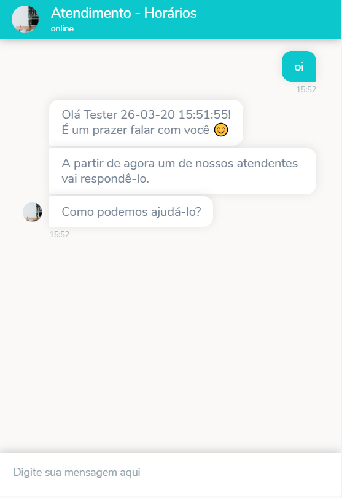 Atendimento - Horários
online
oi
15:52
Olá Tester 26-03-20 15:51:55!
É um prazer falar com você 😊
A partir de agora um de nossos atendentes
vai respondê-lo.
Como podemos ajudá-lo?
15:52
Digite sua mensagem aqui